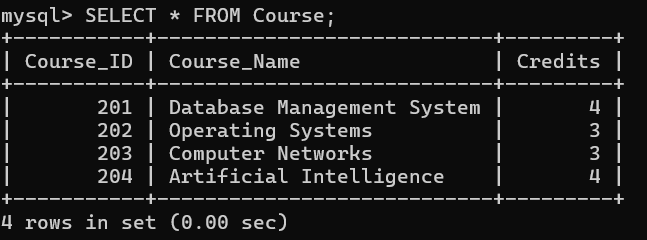 mysql> SELECT * FROM Course;
+-----------+----------------------------+---------+
| Course_ID | Course_Name                | Credits |
+-----------+----------------------------+---------+
|       201 | Database Management System |       4 |
|       202 | Operating Systems          |       3 |
|       203 | Computer Networks          |       3 |
|       204 | Artificial Intelligence    |       4 |
+-----------+----------------------------+---------+
4 rows in set (0.00 sec)